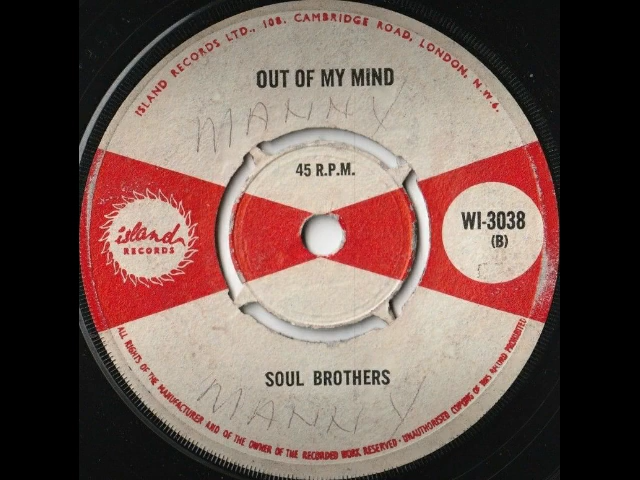 ISLAND RECORDS LTD., 108, CAMBRIDGE ROAD, LONDON, N.W.6.
OUT OF MY MIND
MANNY
45 R.P.M.
island
RECORDS
WI-3038
(B)
SOUL BROTHERS
MANNY
ALL RIGHTS OF THE MANUFACTURER AND OF THE OWNER OF THE RECORDED WORK RESERVED · UNAUTHORISED COPYING OF THIS RECORD PROHIBITED